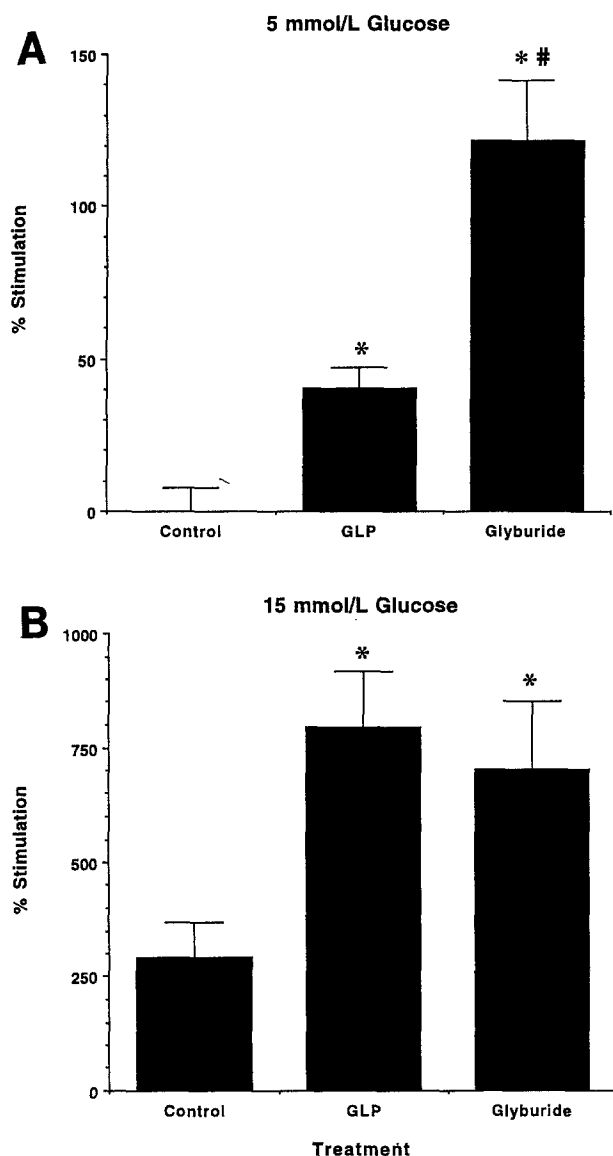 A
5 mmol/L Glucose
150
100
50
0
% Stimulation
*
* #
Control
GLP
Glyburide
B
15 mmol/L Glucose
1000
750
500
250
0
% Stimulation
*
*
Control
GLP
Glyburide
Treatment